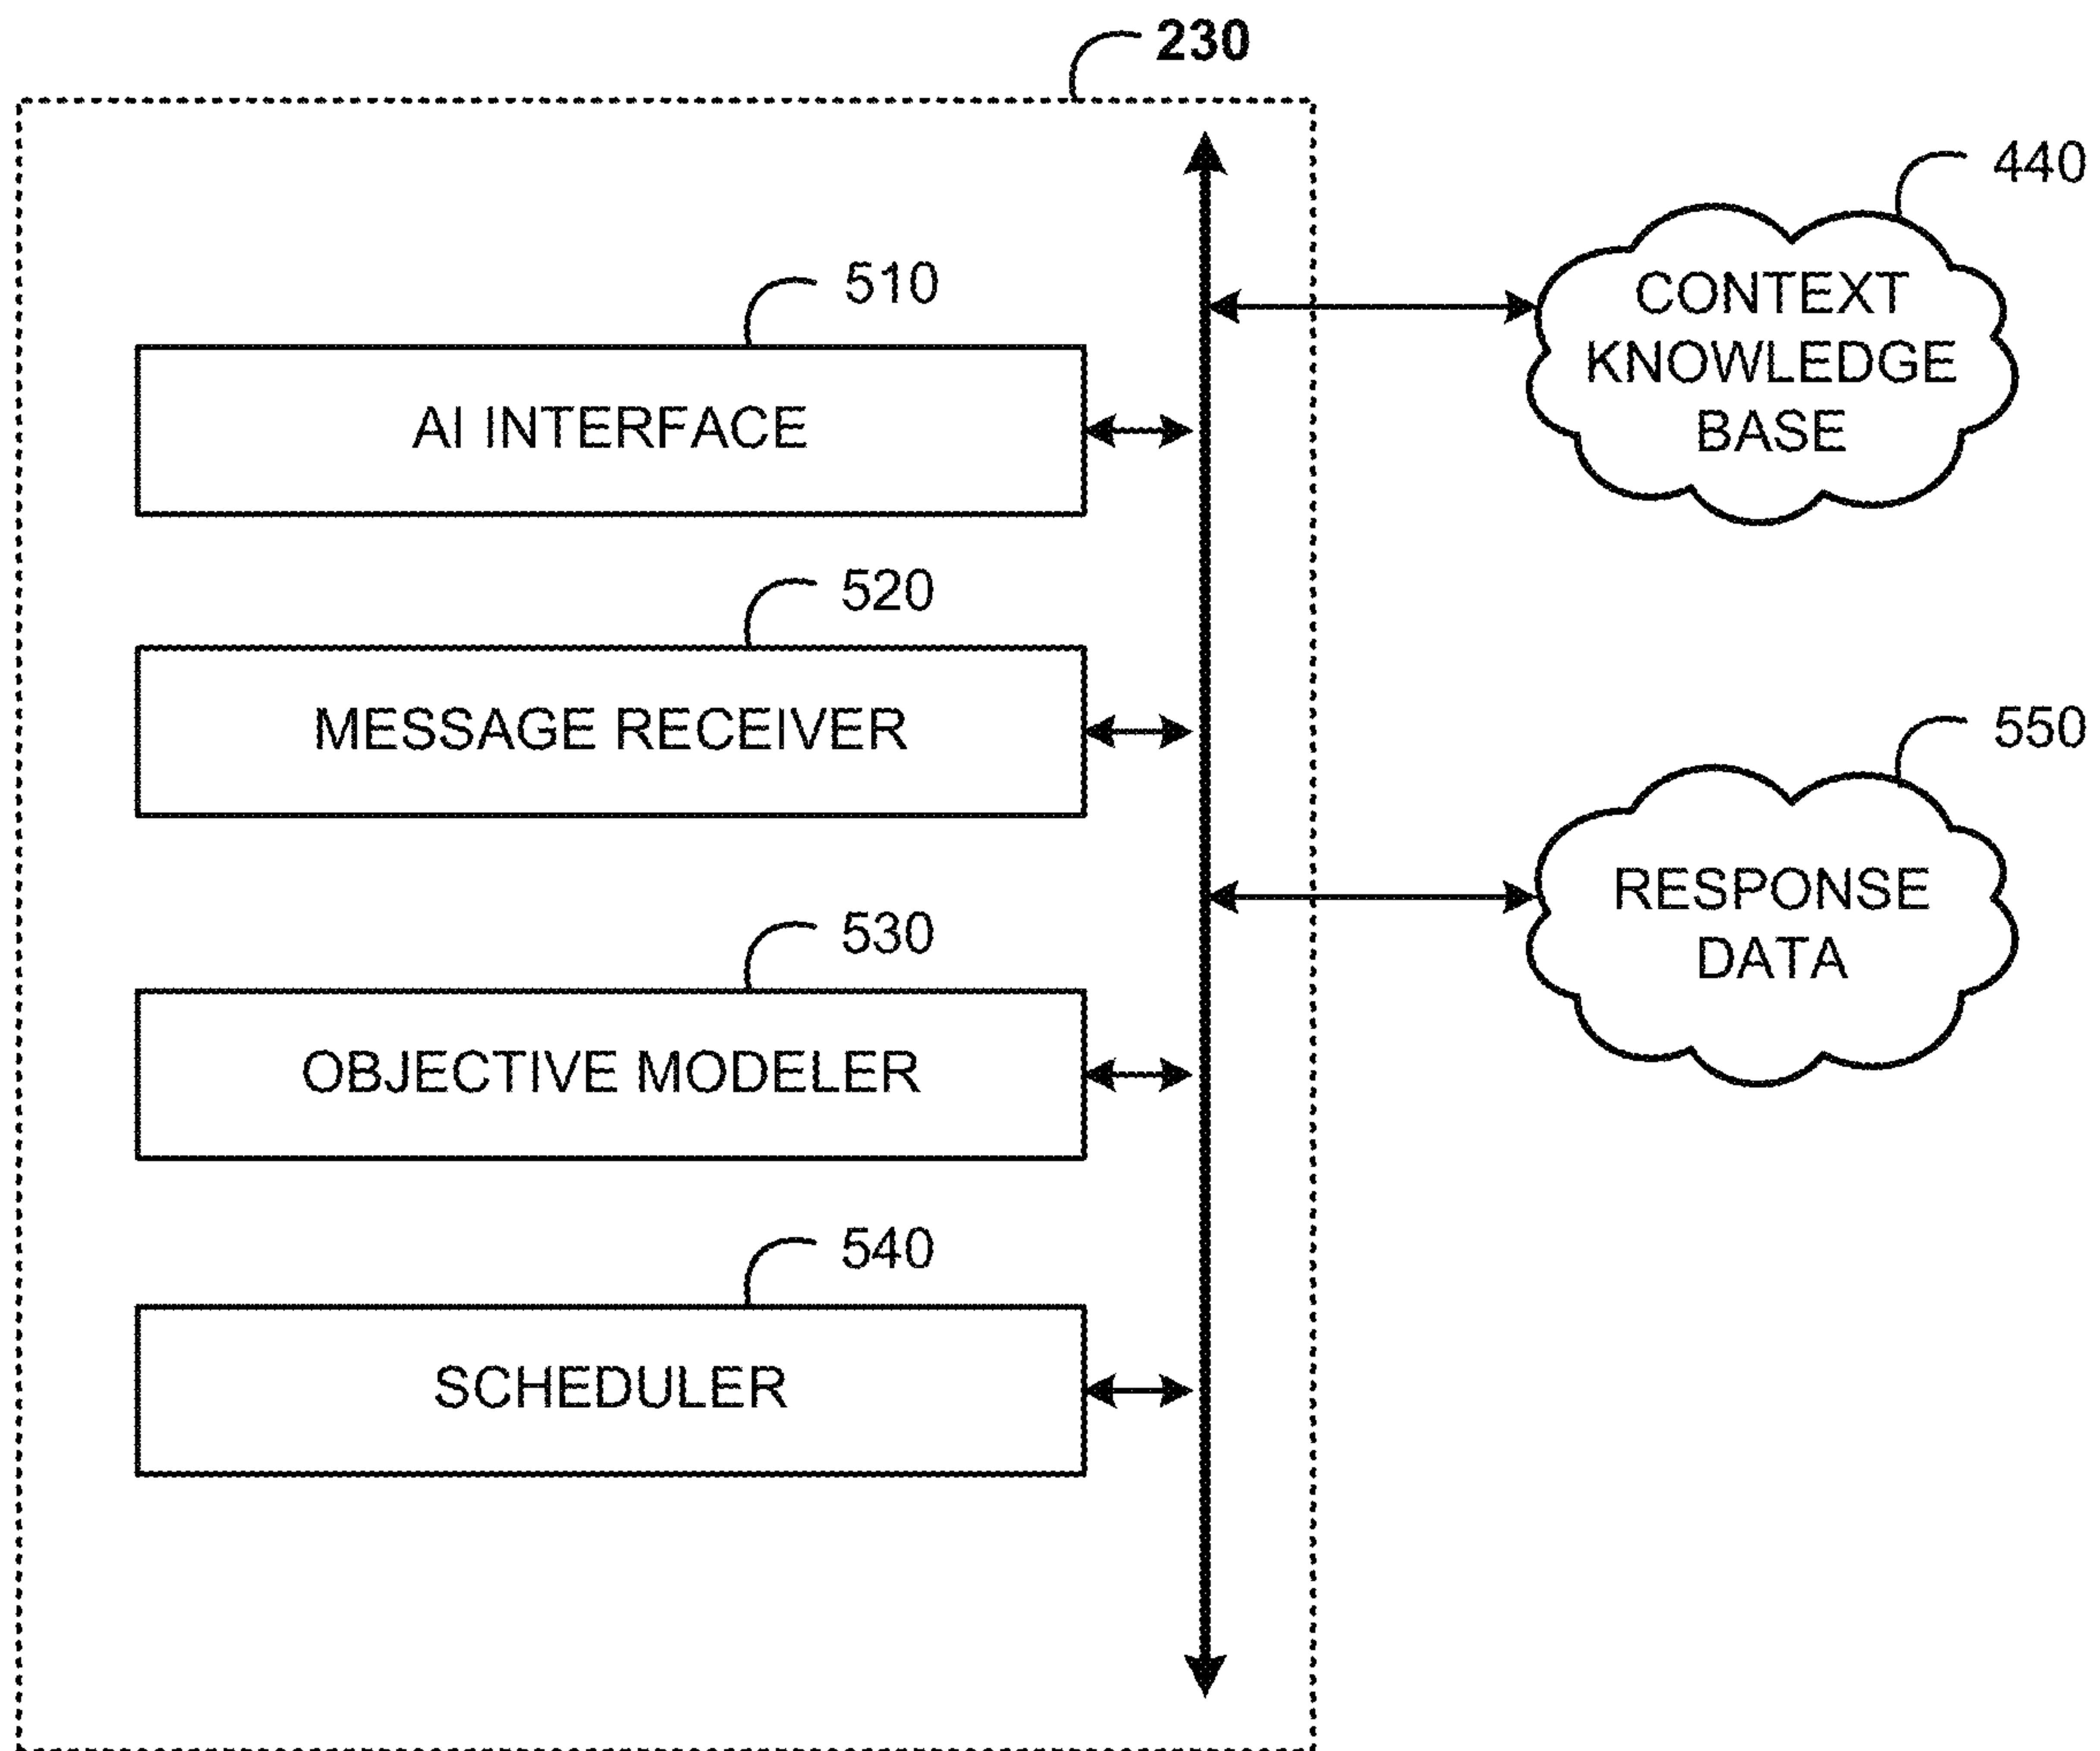 230
440
CONTEXT
KNOWLEDGE
BASE
510
AI INTERFACE
520
MESSAGE RECEIVER
550
RESPONSE
DATA
530
OBJECTIVE MODELER
540
SCHEDULER